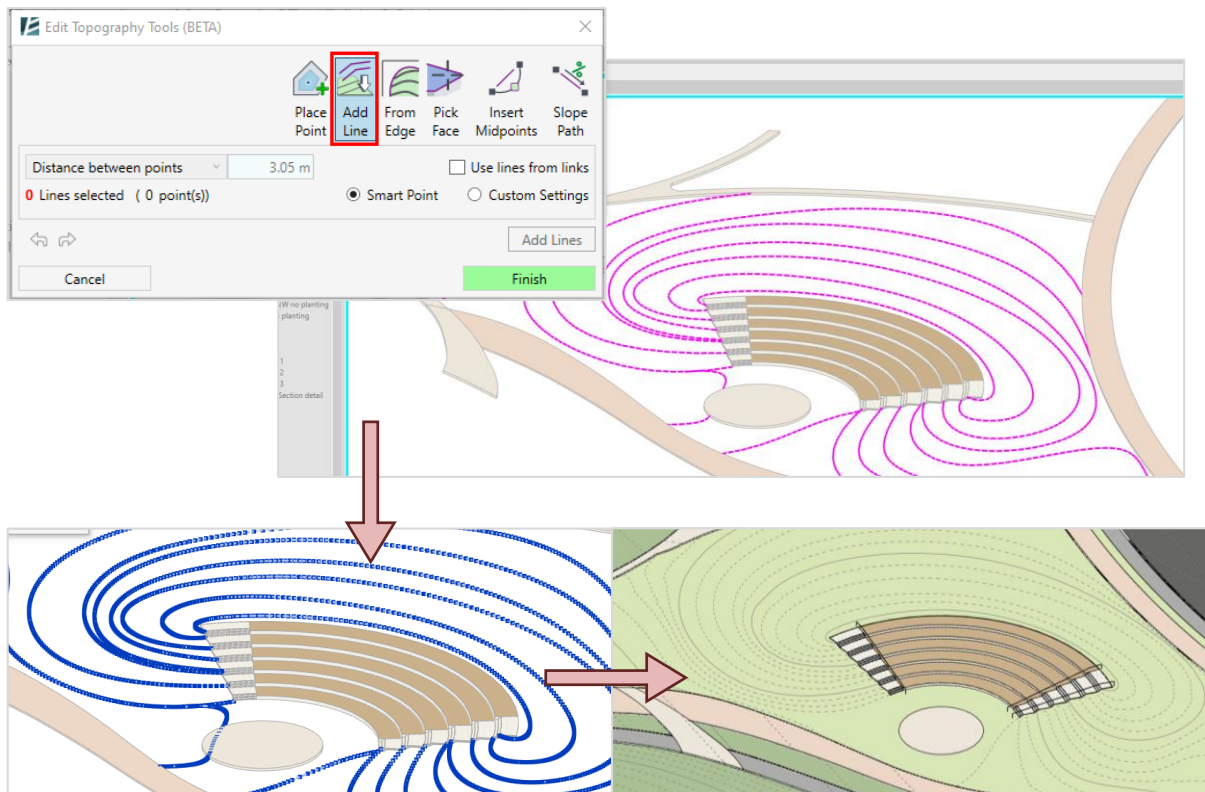 Edit Topography Tools (BETA)
Place Point
Add Line
From Edge
Pick Face
Insert Midpoints
Slope Path
Distance between points 3.05 m
Use lines from links
0 Lines selected ( 0 point(s))
Smart Point
Custom Settings
Add Lines
Cancel
Finish
W no planting
planting
1
2
3
Section detail